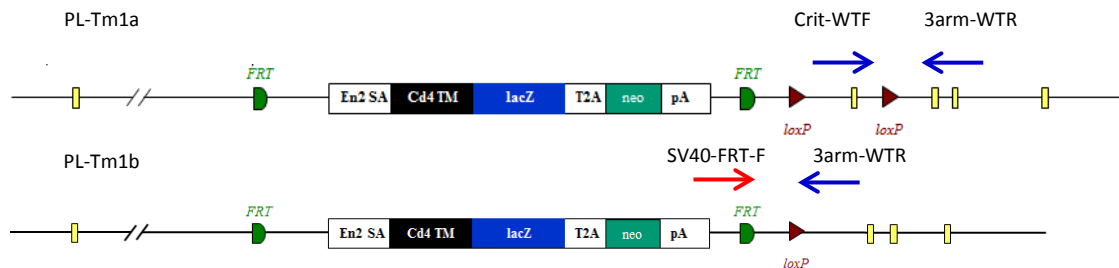 PL-Tm1a Crit-WTF 3arm-WTR
FRT FRT
En2 SA Cd4 TM lacZ T2A neo pA
loxP loxP
PL-Tm1b SV40-FRT-F 3arm-WTR
FRT FRT
En2 SA Cd4 TM lacZ T2A neo pA
loxP